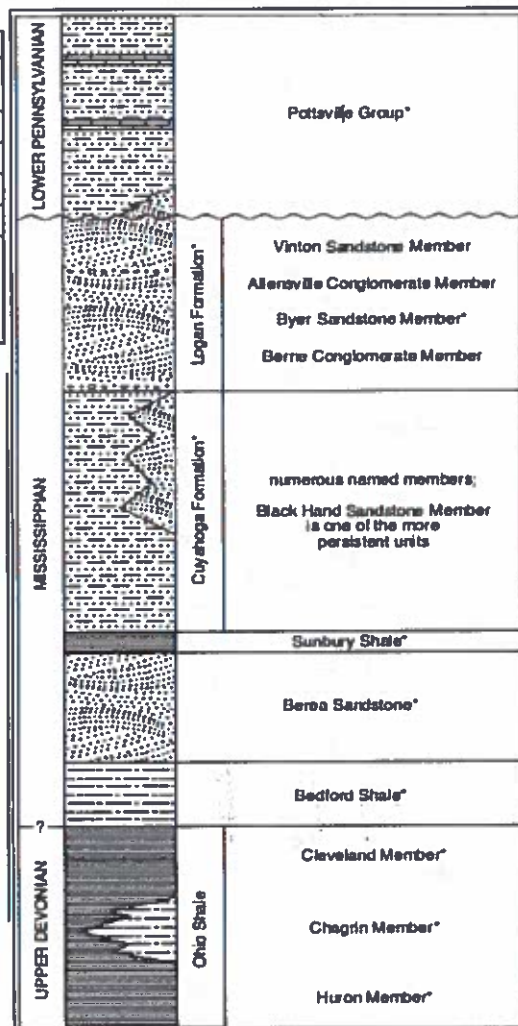 LOWER PENNSYLVANIAN
Pottsville Group*
MISSISSIPPIAN
Logan Formation*
Vinton Sandstone Member
Allensville Conglomerate Member
Byer Sandstone Member*
Berne Conglomerate Member
Cuyahoga Formation*
numerous named members;
Black Hand Sandstone Member
is one of the more
persistent units
Sunbury Shale*
Berea Sandstone*
Bedford Shale*
?
UPPER DEVONIAN
Ohio Shale
Cleveland Member*
Chagrin Member*
Huron Member*